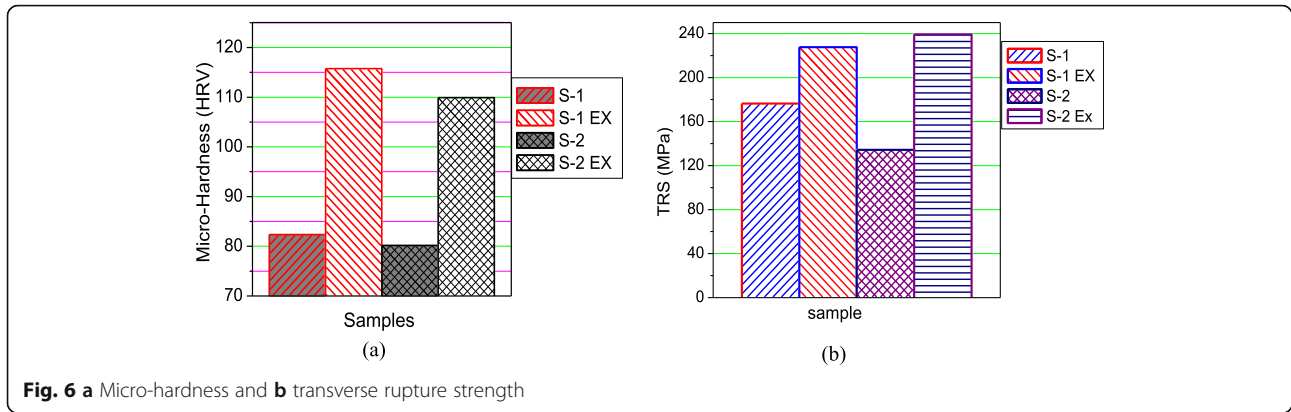 120
110
100
90
80
70
Micro-Hardness (HRV)
Samples
S-1
S-1 EX
S-2
S-2 EX
(a)
240
200
160
120
80
40
0
TRS (MPa)
sample
S-1
S-1 EX
S-2
S-2 Ex
(b)
Fig. 6 a Micro-hardness and b transverse rupture strength